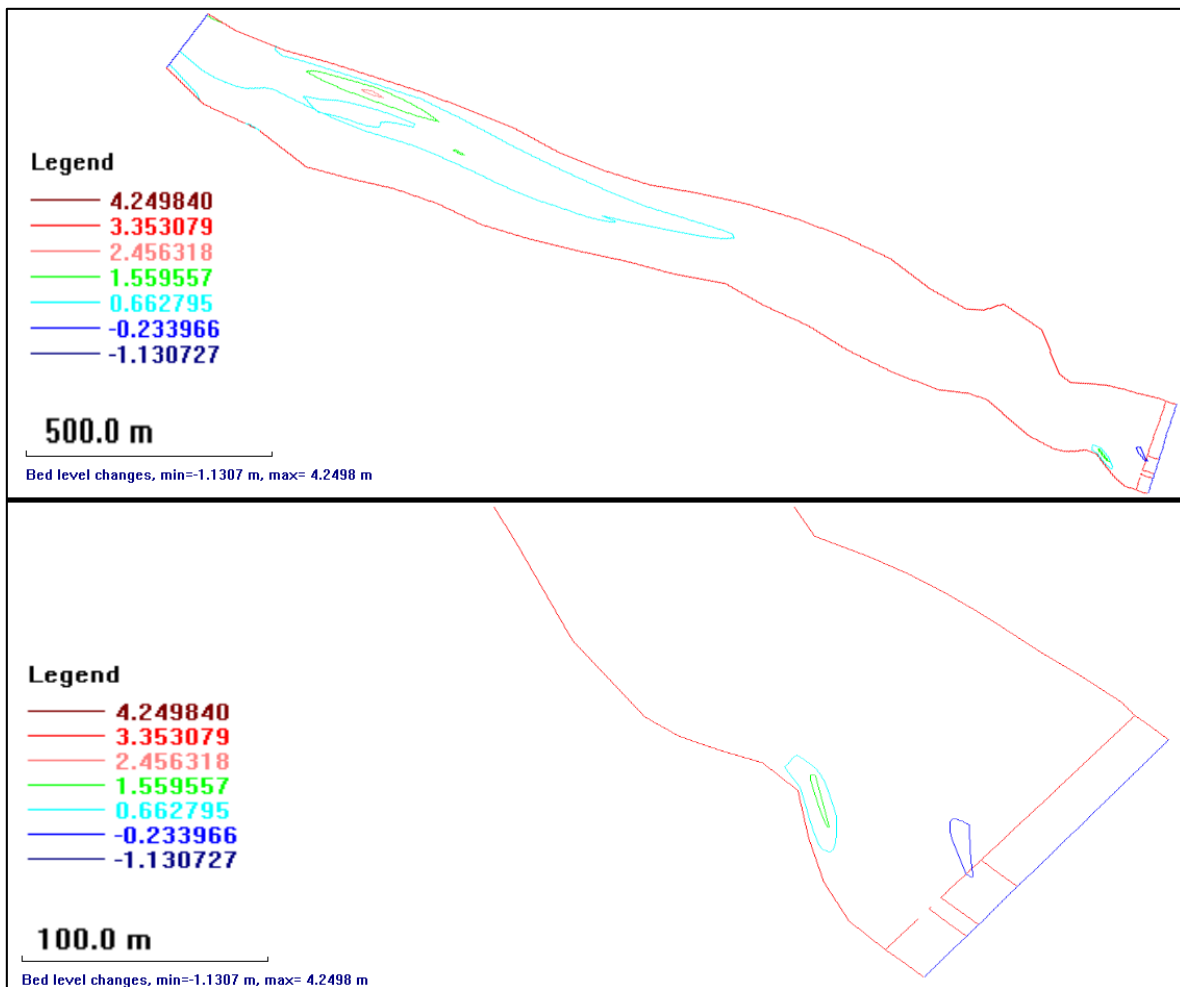 Legend
4.249840
3.353079
2.456318
1.559557
0.662795
-0.233966
-1.130727
500.0 m
Bed level changes, min=-1.1307 m, max= 4.2498 m
Legend
4.249840
3.353079
2.456318
1.559557
0.662795
-0.233966
-1.130727
100.0 m
Bed level changes, min=-1.1307 m, max= 4.2498 m